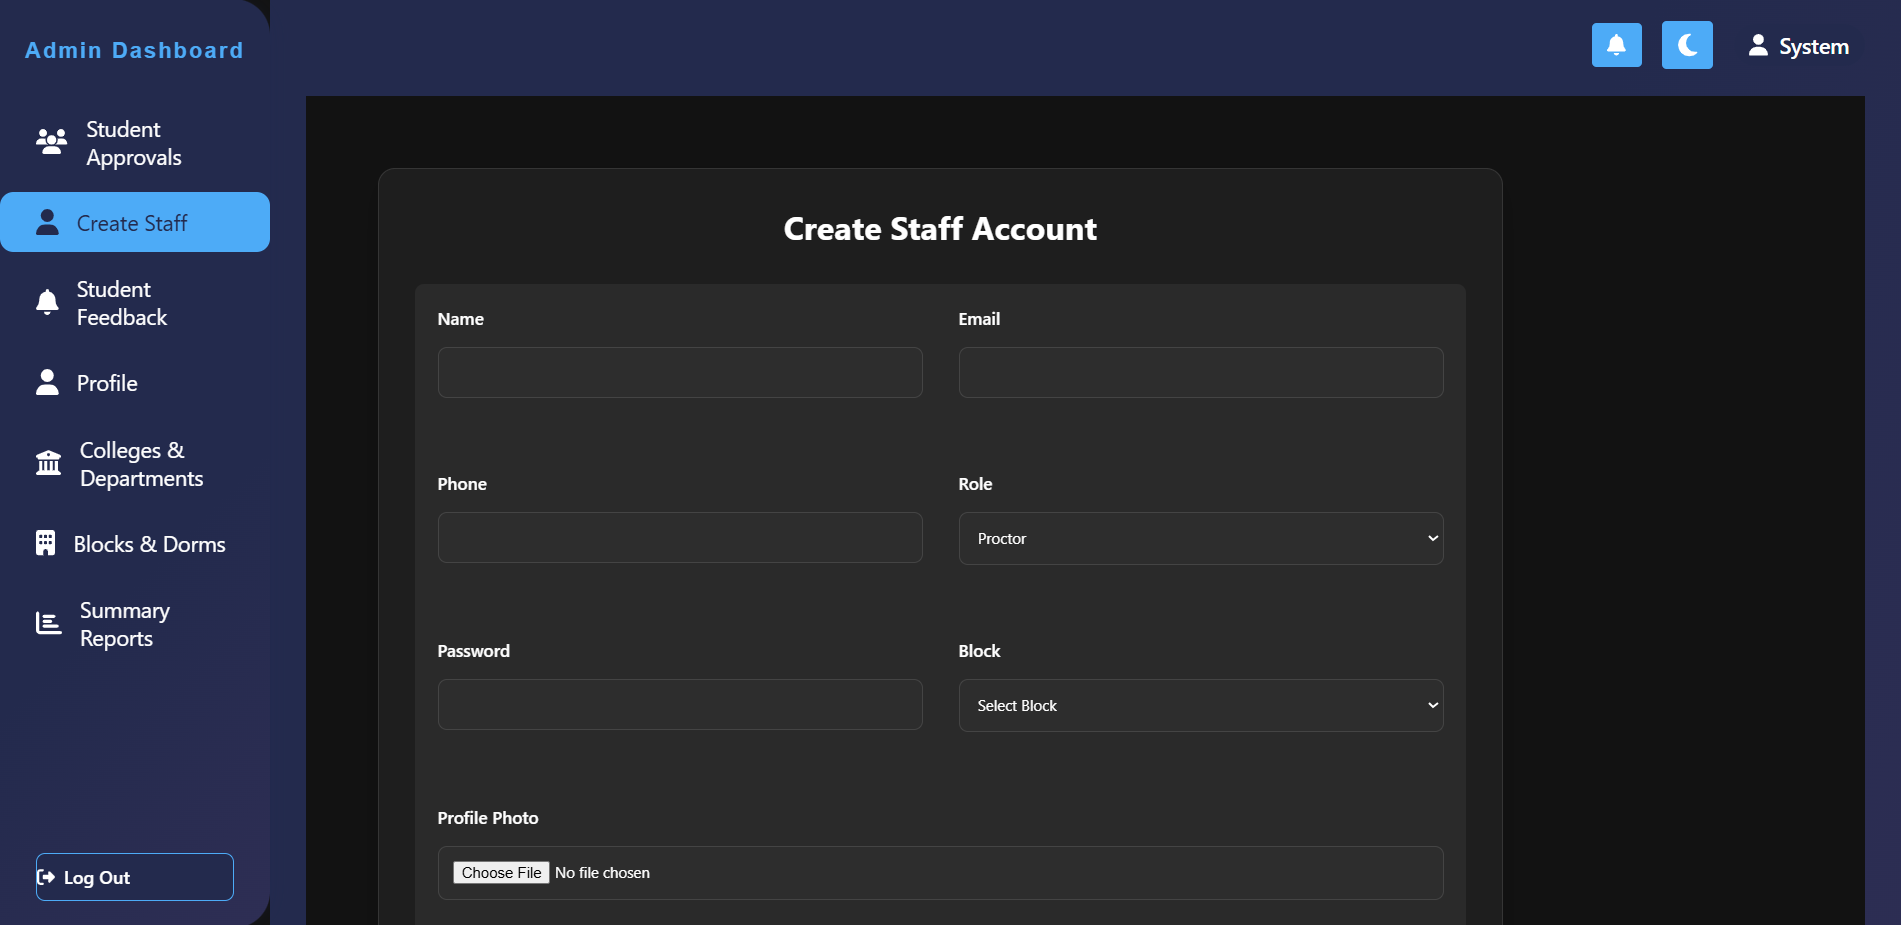 Admin Dashboard
System
Student
Approvals
Create Staff
Student
Feedback
Profile
Colleges &
Departments
Blocks & Dorms
Summary
Reports
Log Out
Create Staff Account
Name
Email
Phone
Role
Proctor
Password
Block
Select Block
Profile Photo
Choose File No file chosen